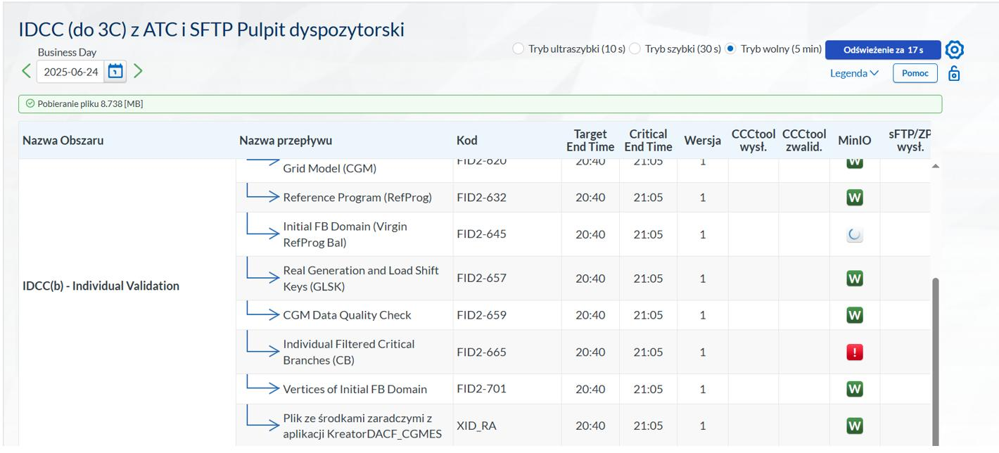 IDCC (do 3C) z ATC i SFTP Pulpit dyspozytorski
Business Day
2025-06-24
Tryb ultraszybki (10 s) Tryb szybki (30 s) Tryb wolny (5 min) Odświeżenie za 17 s
Legenda Pomoc
Pobieranie pliku 8.738 [MB]
Nazwa Obszaru Nazwa przepływu Kod Target End Time Critical End Time Wersja CCCtool wysł. CCCtool zwalid. MinIO sFTP/ZP wysł.
Grid Model (CGM) FID2-620 20:40 21:05 1 W
Reference Program (RefProg) FID2-632 20:40 21:05 1 W
Initial FB Domain (Virgin
RefProg Bal) FID2-645 20:40 21:05 1
Real Generation and Load Shift
Keys (GLSK) FID2-657 20:40 21:05 1 W
IDCC(b) - Individual Validation
CGM Data Quality Check FID2-659 20:40 21:05 1 W
Individual Filtered Critical
Branches (CB) FID2-665 20:40 21:05 1 !
Vertices of Initial FB Domain FID2-701 20:40 21:05 1 W
Plik ze środkami zaradczymi z
aplikacji KreatorDACF_CGMES XID_RA 20:40 21:05 1 W